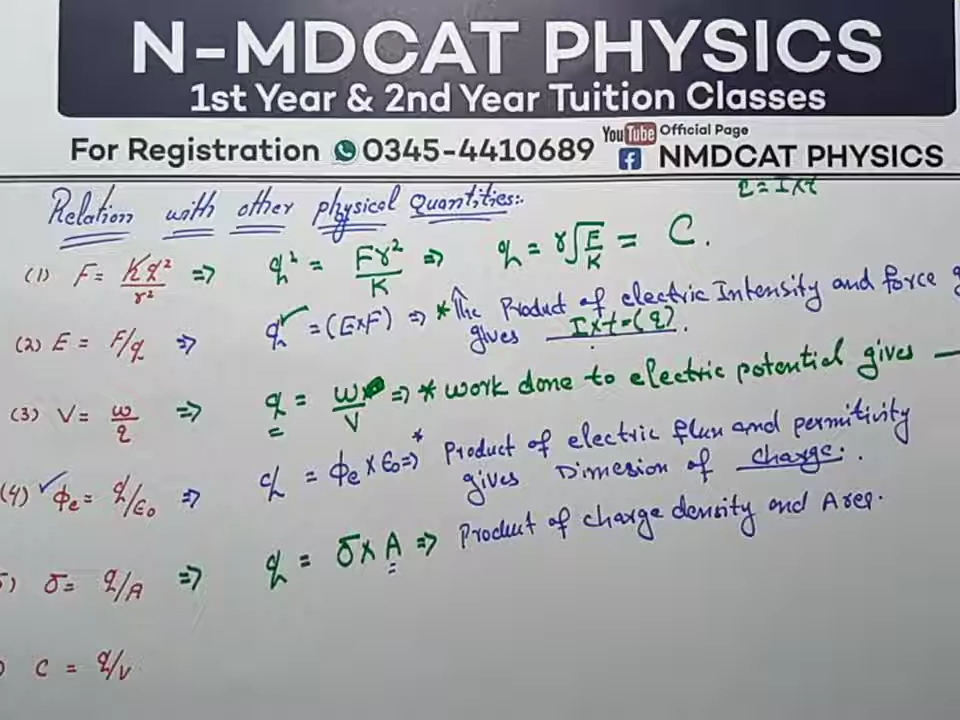 N-MDCAT PHYSICS
1st Year & 2nd Year Tuition Classes
For Registration 0345-4410689 YouTube Official Page
NMDCAT PHYSICS
Q = I×t
Relation with other physical Quantities:.
(1) F = Kq²/r² ⇒ q² = Fr²/K ⇒ q = r√F/K = C.
(2) E = F/q ⇒ q = (E×F) ⇒ * The Product of electric Intensity and force
gives I×t=(q).
(3) V = w/q ⇒ q = w/V ⇒ * work done to electric potential gives —
(4) ϕe = q/ε₀ ⇒ q = ϕe × ε₀ ⇒ * Product of electric flux and permitivity
gives Dimesion of charge.
5) σ = q/A ⇒ q = σ × A ⇒ Product of charge density and Area.
) C = q/V